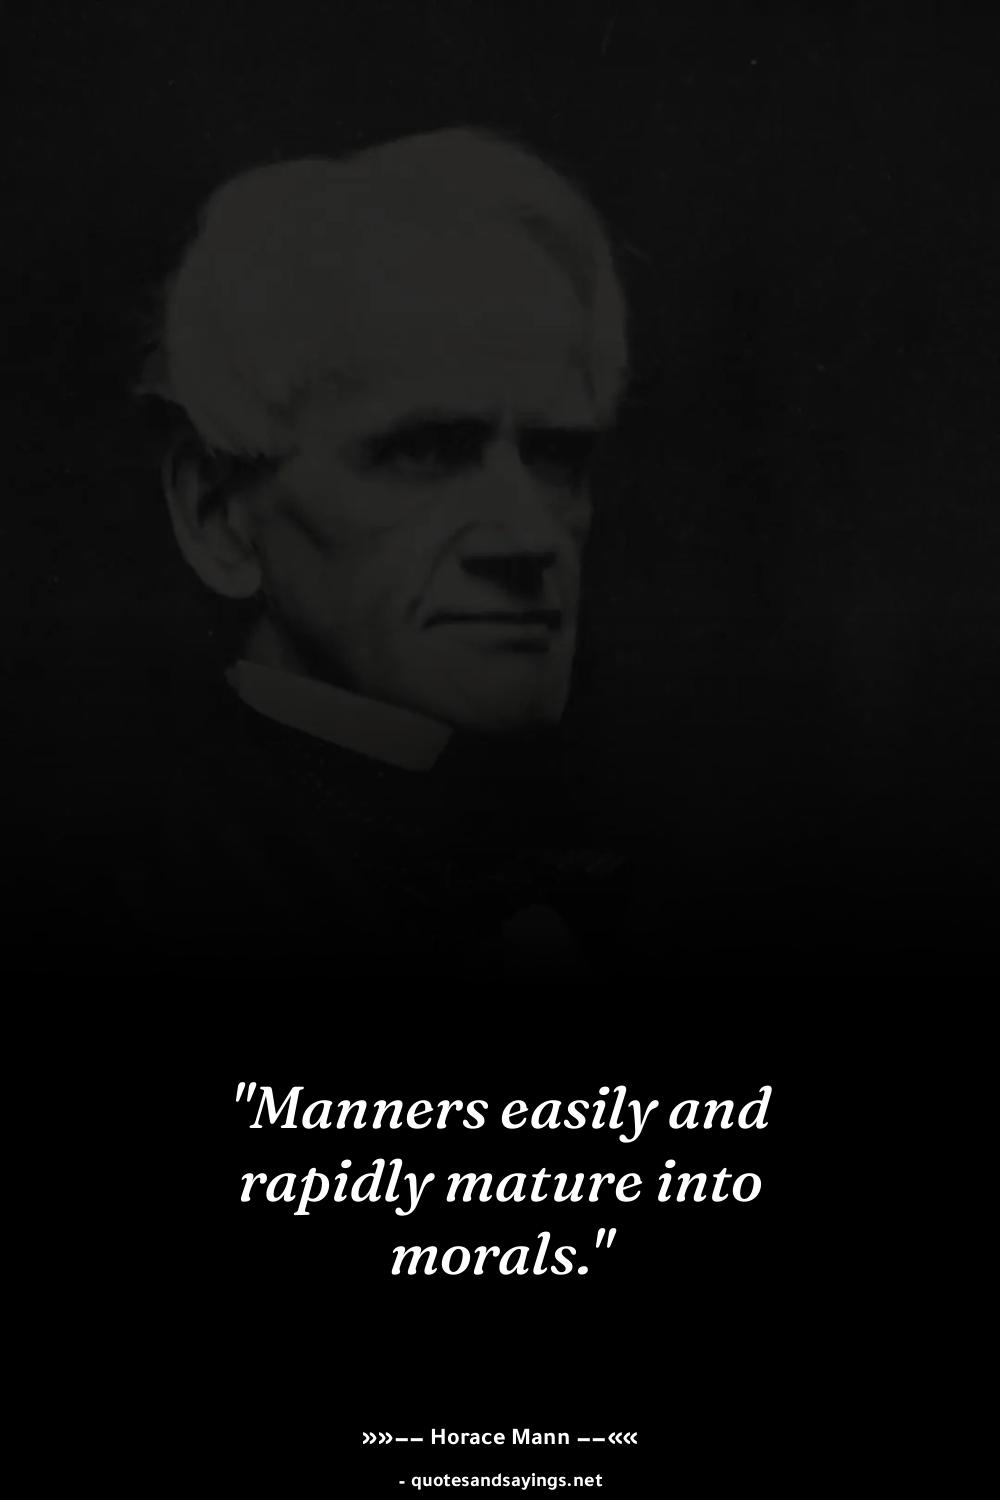 "Manners easily and
rapidly mature into
morals."
»»–– Horace Mann ––««
- quotesandsayings.net